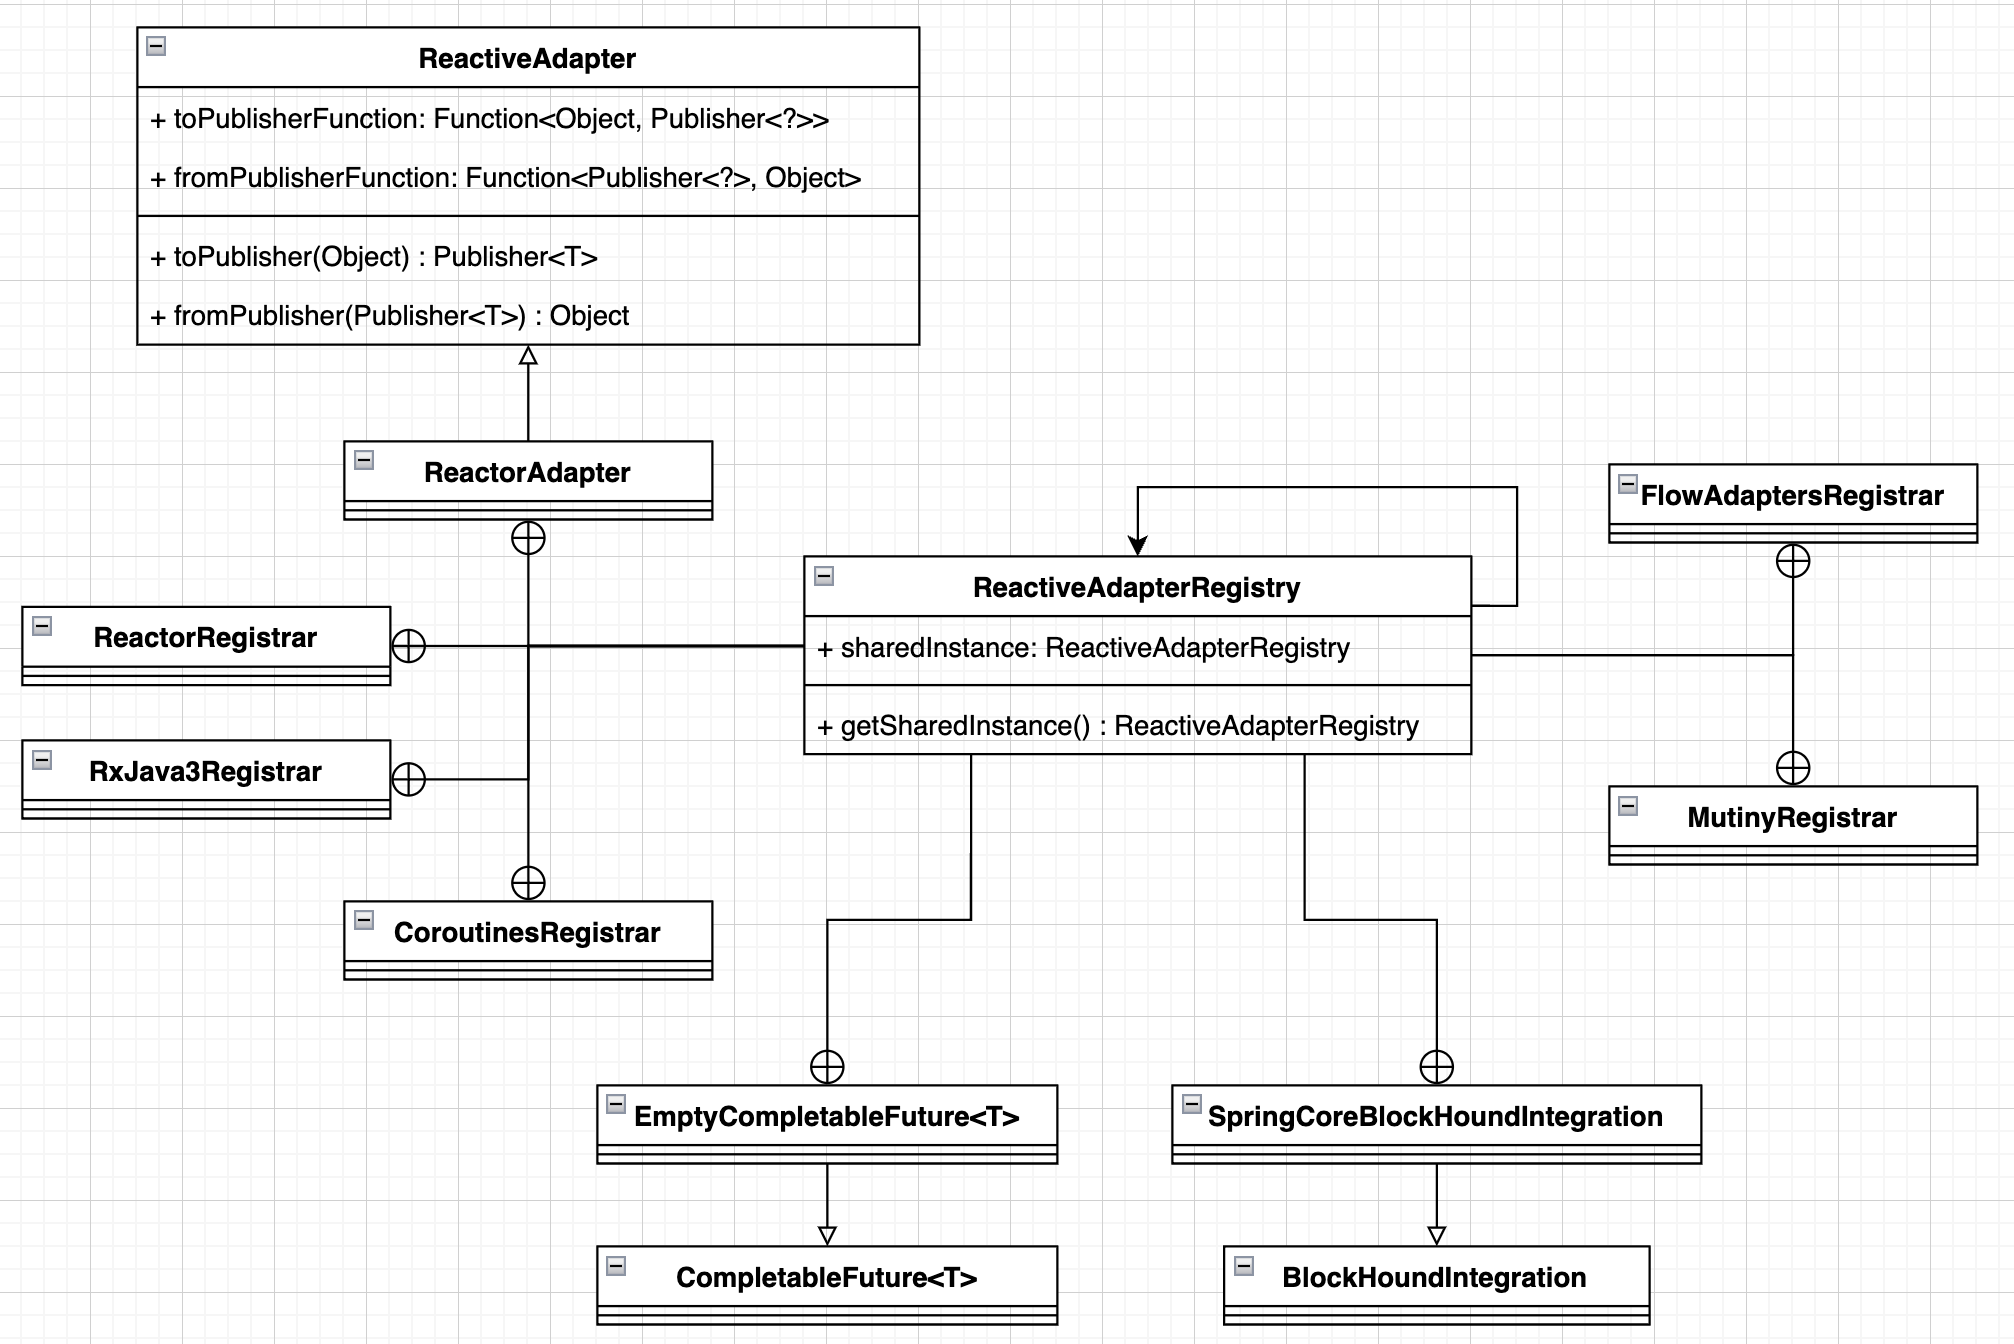 ReactiveAdapter
+ toPublisherFunction: Function<Object, Publisher<?>>
+ fromPublisherFunction: Function<Publisher<?>, Object>
+ toPublisher(Object) : Publisher<T>
+ fromPublisher(Publisher<T>) : Object
ReactorAdapter
FlowAdaptersRegistrar
ReactiveAdapterRegistry
+ sharedInstance: ReactiveAdapterRegistry
+ getSharedInstance() : ReactiveAdapterRegistry
ReactorRegistrar
RxJava3Registrar
MutinyRegistrar
CoroutinesRegistrar
EmptyCompletableFuture<T>
SpringCoreBlockHoundIntegration
CompletableFuture<T>
BlockHoundIntegration